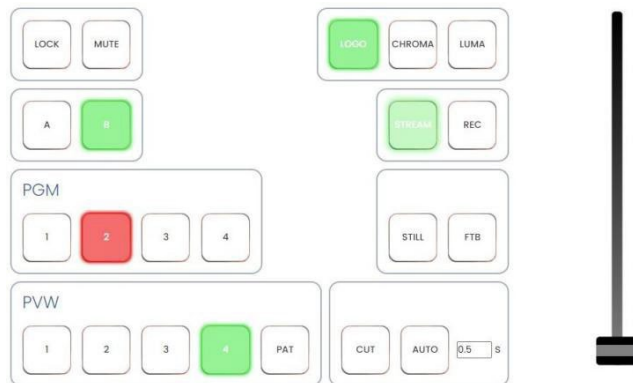 LOCK MUTE
LOGO CHROMA LUMA
A B
STREAM REC
PGM
1 2 3 4
STILL FTB
PVW
1 2 3 4 PAT
CUT AUTO 0.5 s